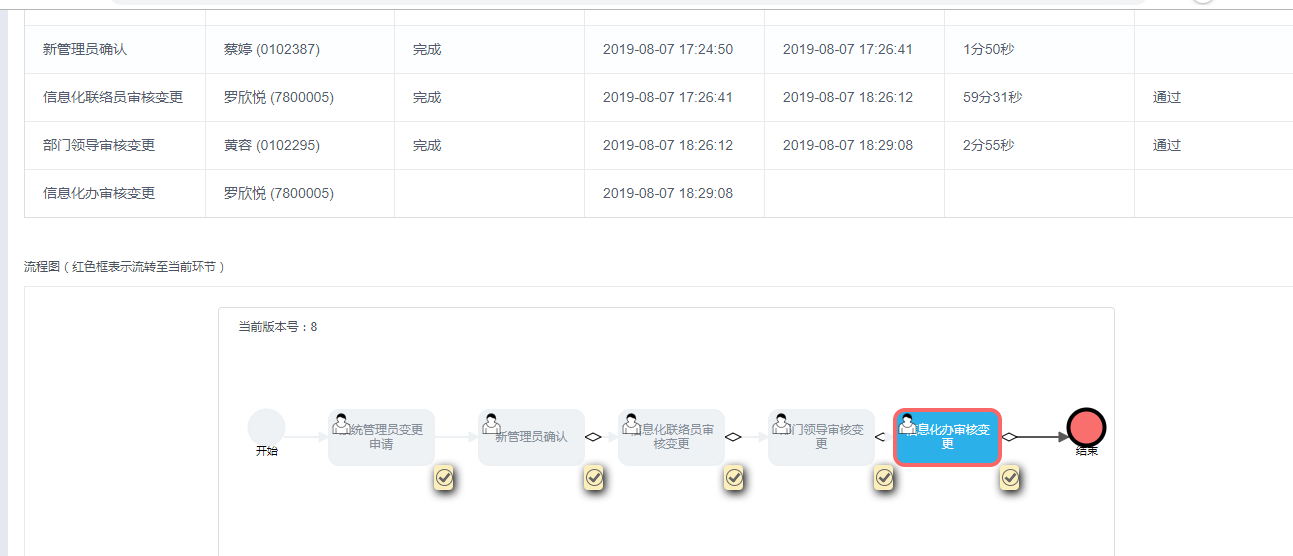 新管理员确认 蔡婷 (0102387) 完成 2019-08-07 17:24:50 2019-08-07 17:26:41 1分50秒
信息化联络员审核变更 罗欣悦 (7800005) 完成 2019-08-07 17:26:41 2019-08-07 18:26:12 59分31秒 通过
部门领导审核变更 黄容 (0102295) 完成 2019-08-07 18:26:12 2019-08-07 18:29:08 2分55秒 通过
信息化办审核变更 罗欣悦 (7800005) 2019-08-07 18:29:08
流程图（红色框表示流转至当前环节）
当前版本号：8
开始
统管理员变更
申请
新管理员确认
信息化联络员审
核变更
部门领导审核变
更
信息化办审核变
更
结束